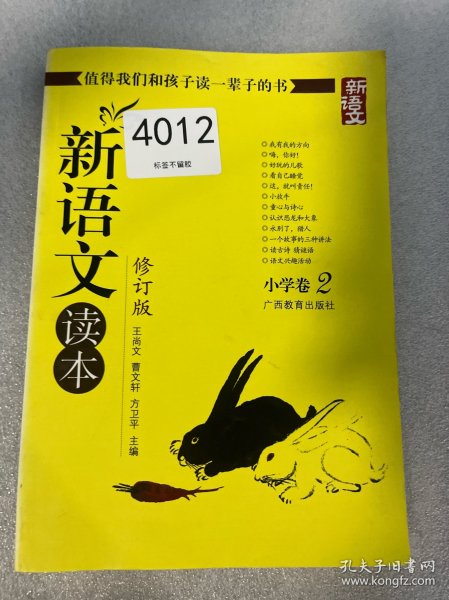 值得我们和孩子读一辈子的书
新语文
4012
标签不留胶
新语文
读本
修订版
王尚文 曹文轩 方卫平 主编
○我有我的方向
○嗨，你好！
○好玩的儿歌
○看自己睡觉
○这，就叫责任！
○小放牛
○童心与诗心
○认识恐龙和大象
○永别了，猎人
○一个故事的三种讲法
○读古诗 猜谜语
○语文兴趣活动
小学卷2
广西教育出版社
孔夫子旧书网
www.kongfz.com